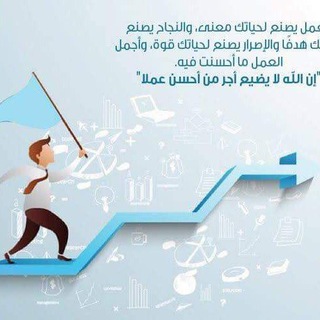 عمل يصنع لحياتك معنى، والنجاح يصنع
ك هدفًا والإصرار يصنع لحياتك قوة، وأجمل
العمل ما أحسنت فيه.
"إن الله لا يضيع أجر من أحسن عملا"